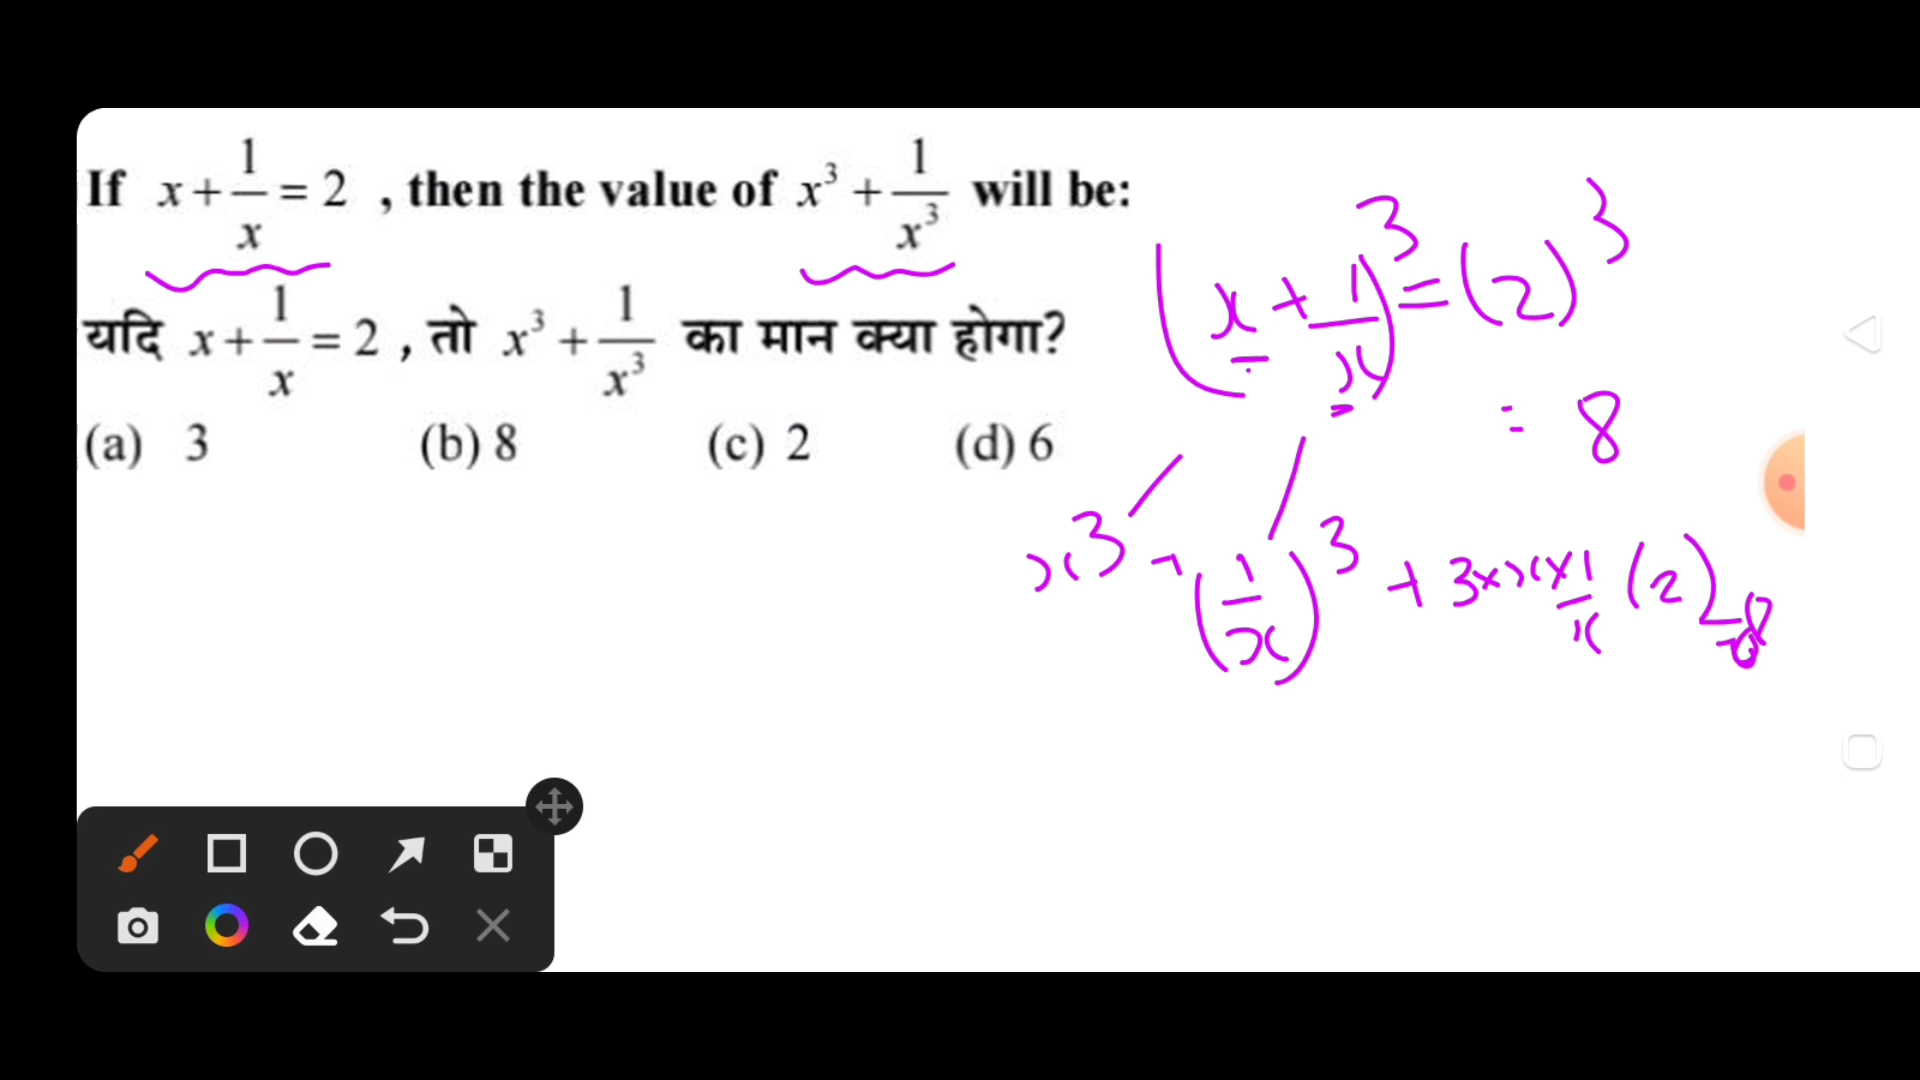 If x + 1/x = 2 , then the value of x³ + 1/x³ will be:
यदि x + 1/x = 2 , तो x³ + 1/x³ का मान क्या होगा?
(a) 3 (b) 8 (c) 2 (d) 6
(x + 1/x)³ = (2)³
= 8
x³ + (1/x)³ + 3×x×1/x (2) = 8